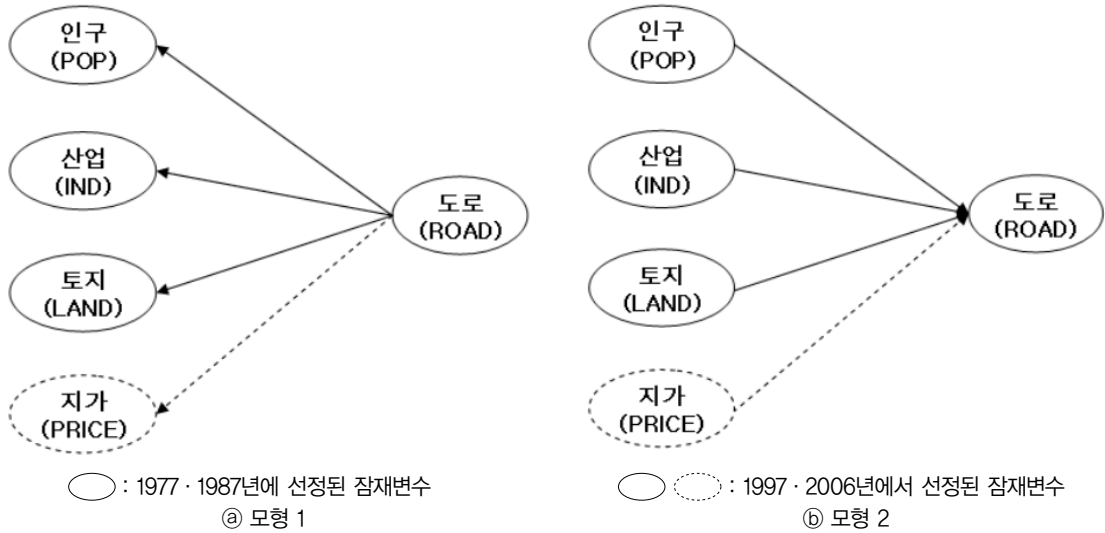 인구
(POP)
산업
(IND)
토지
(LAND)
지가
(PRICE)
도로
(ROAD)
: 1977 · 1987년에 선정된 잠재변수
ⓐ 모형 1
인구
(POP)
산업
(IND)
토지
(LAND)
지가
(PRICE)
도로
(ROAD)
: 1997 · 2006년에서 선정된 잠재변수
ⓑ 모형 2